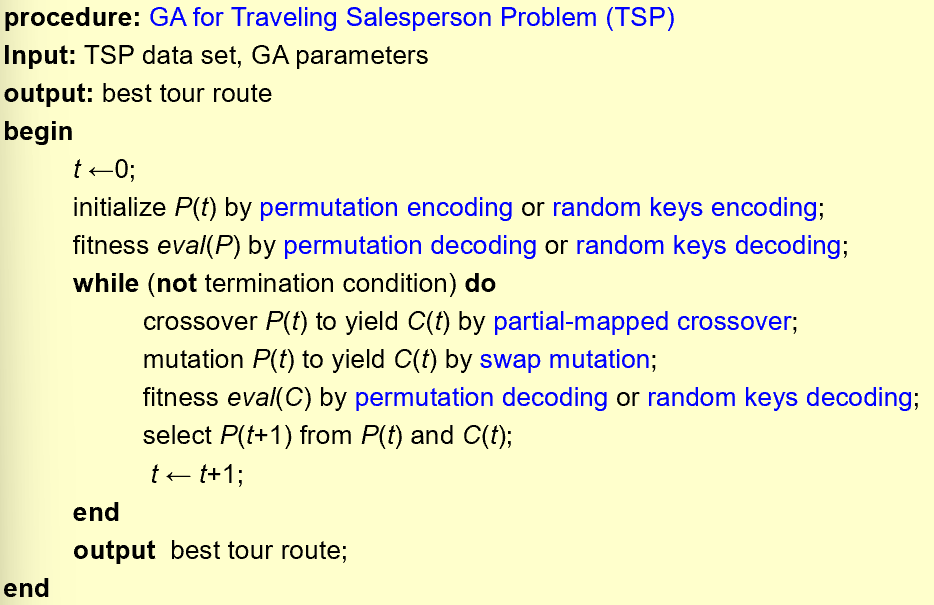 procedure: GA for Traveling Salesperson Problem (TSP)
Input: TSP data set, GA parameters
output: best tour route
begin
t ←0;
initialize P(t) by permutation encoding or random keys encoding;
fitness eval(P) by permutation decoding or random keys decoding;
while (not termination condition) do
crossover P(t) to yield C(t) by partial-mapped crossover;
mutation P(t) to yield C(t) by swap mutation;
fitness eval(C) by permutation decoding or random keys decoding;
select P(t+1) from P(t) and C(t);
t ← t+1;
end
output best tour route;
end